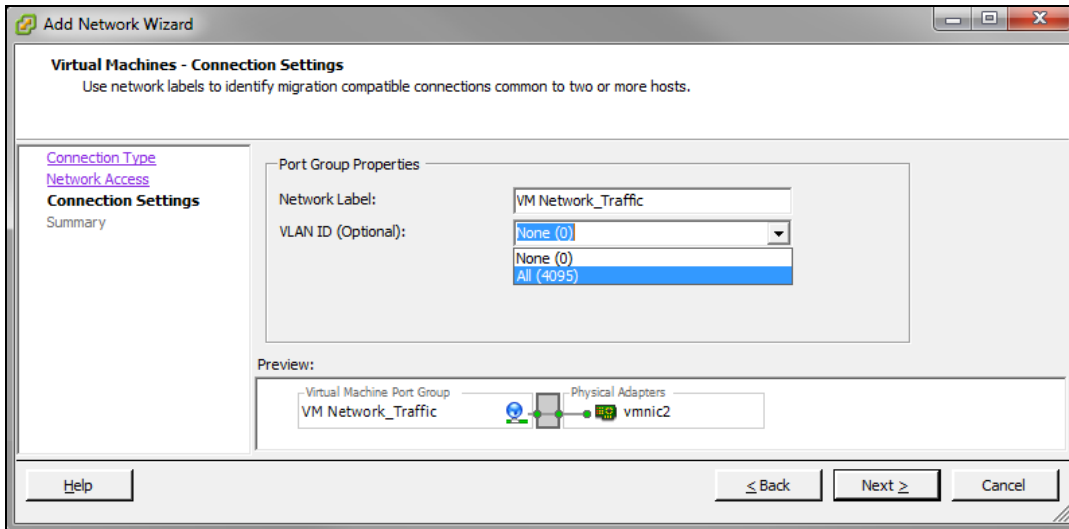 Add Network Wizard
Virtual Machines - Connection Settings
Use network labels to identify migration compatible connections common to two or more hosts.
Connection Type
Network Access
Connection Settings
Summary
Port Group Properties
Network Label:
VM Network_Traffic
VLAN ID (Optional):
None (0)
None (0)
All (4095)
Preview:
Virtual Machine Port Group
VM Network_Traffic
Physical Adapters
vmnic2
Help
< Back
Next >
Cancel